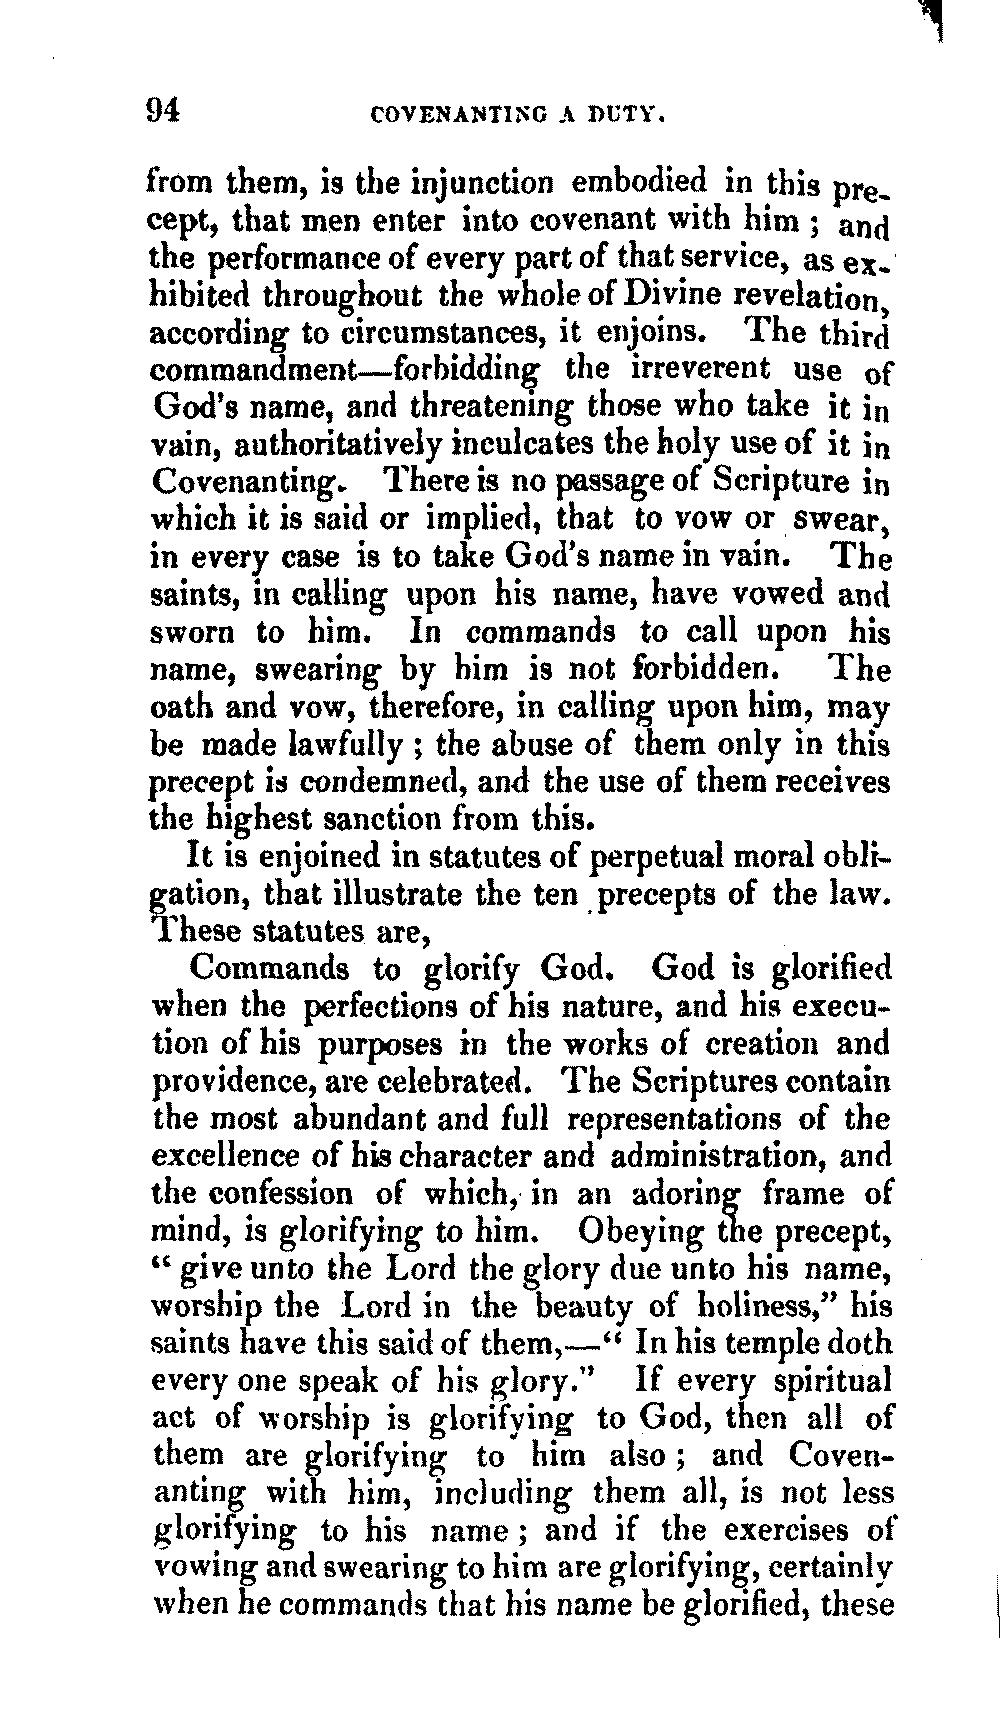 94 COVENANTING A DUTY.
from them, is the injunction embodied in this pre-
cept, that men enter into covenant with him ; and
the performance of every part of that service, as ex-
hibited throughout the whole of Divine revelation,
according to circumstances, it enjoins. The third
commandment—forbidding the irreverent use of
God's name, and threatening those who take it in
vain, authoritatively inculcates the holy use of it in
Covenanting. There is no passage of Scripture in
which it is said or implied, that to vow or swear,
in every case is to take God's name in vain. The
saints, in calling upon his name, have vowed and
sworn to him. In commands to call upon his
name, swearing by him is not forbidden. The
oath and vow, therefore, in calling upon him, may
be made lawfully ; the abuse of them only in this
precept is condemned, and the use of them receives
the highest sanction from this.
It is enjoined in statutes of perpetual moral obli-
gation, that illustrate the ten precepts of the law.
These statutes are,
Commands to glorify God. God is glorified
when the perfections of his nature, and his execu-
tion of his purposes in the works of creation and
providence, are celebrated. The Scriptures contain
the most abundant and full representations of the
excellence of his character and administration, and
the confession of which, in an adoring frame of
mind, is glorifying to him. Obeying the precept,
“ give unto the Lord the glory due unto his name,
worship the Lord in the beauty of holiness,” his
saints have this said of them,—“ In his temple doth
every one speak of his glory.” If every spiritual
act of worship is glorifying to God, then all of
them are glorifying to him also ; and Coven-
anting with him, including them all, is not less
glorifying to his name ; and if the exercises of
vowing and swearing to him are glorifying, certainly
when he commands that his name be glorified, these